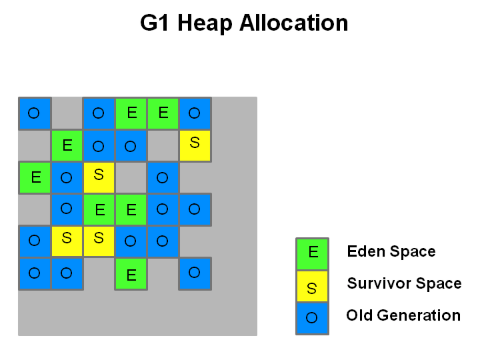 G1 Heap Allocation
O O E E O
E O O S
E O S O
O E E O O
O S S O O
O O E O
E Eden Space
S Survivor Space
O Old Generation